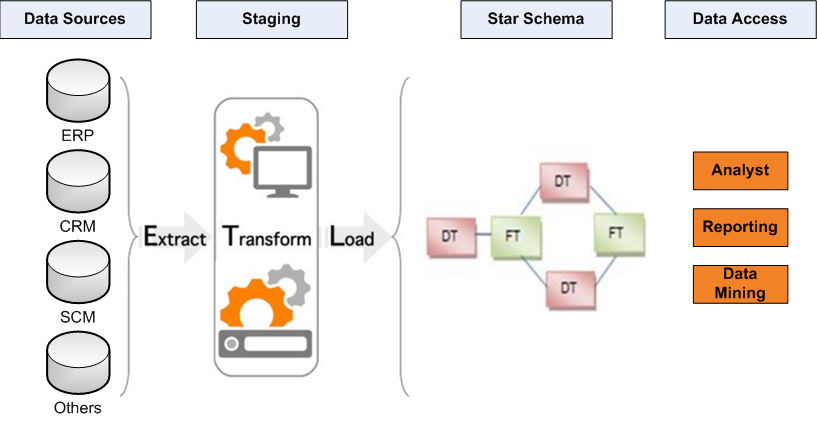 Data Sources
Staging
Star Schema
Data Access
ERP
CRM
SCM
Others
Extract
Transform
Load
DT
DT
FT
FT
DT
Analyst
Reporting
Data
Mining